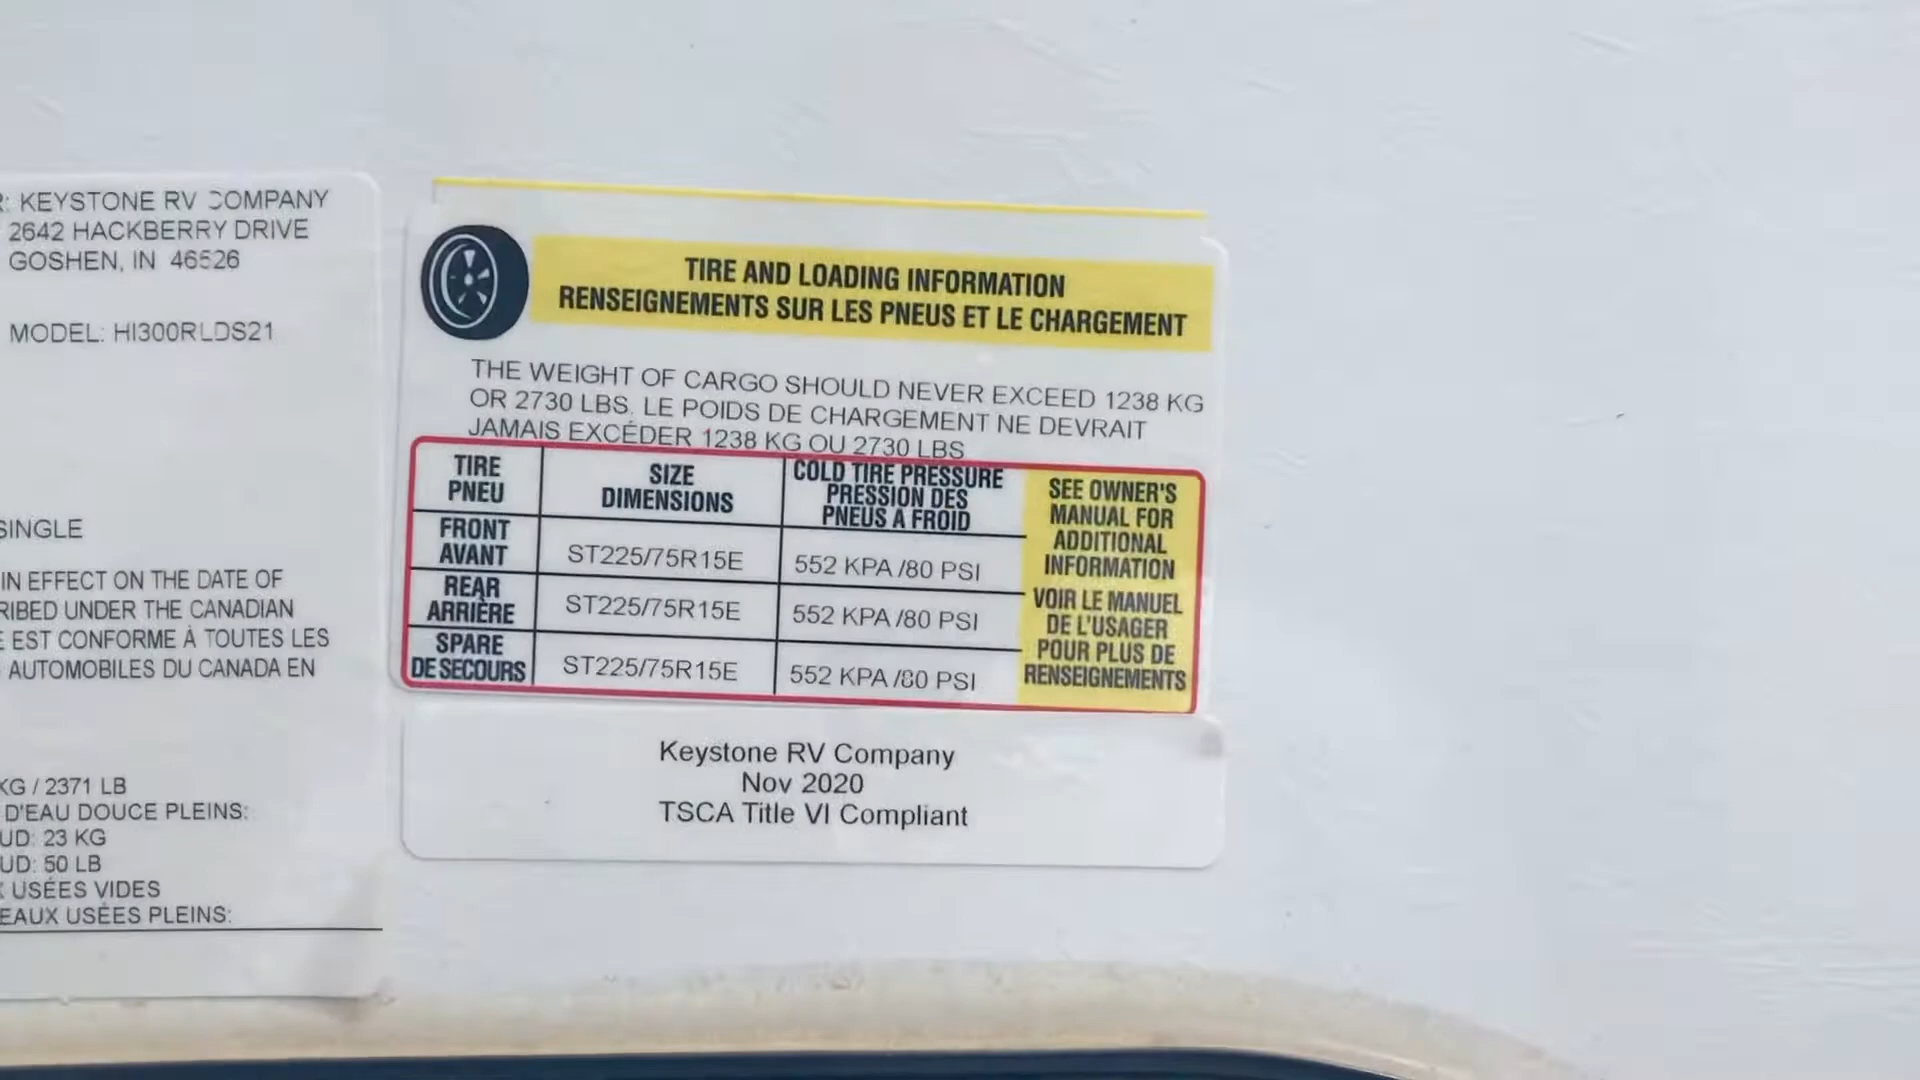 : KEYSTONE RV COMPANY
2642 HACKBERRY DRIVE
GOSHEN, IN 46526
MODEL: HI300RLDS21
SINGLE
IN EFFECT ON THE DATE OF
RIBED UNDER THE CANADIAN
EST CONFORME À TOUTES LES
AUTOMOBILES DU CANADA EN
KG / 2371 LB
D'EAU DOUCE PLEINS:
UD: 23 KG
UD: 50 LB
USÉES VIDES
EAUX USÉES PLEINS:
TIRE AND LOADING INFORMATION
RENSEIGNEMENTS SUR LES PNEUS ET LE CHARGEMENT
THE WEIGHT OF CARGO SHOULD NEVER EXCEED 1238 KG
OR 2730 LBS. LE POIDS DE CHARGEMENT NE DEVRAIT
JAMAIS EXCÉDER 1238 KG OU 2730 LBS
TIRE
PNEU
SIZE
DIMENSIONS
COLD TIRE PRESSURE
PRESSION DES
PNEUS A FROID
FRONT
AVANT
ST225/75R15E
552 KPA /80 PSI
REAR
ARRIÈRE
ST225/75R15E
552 KPA /80 PSI
SPARE
DE SECOURS
ST225/75R15E
552 KPA /80 PSI
SEE OWNER'S
MANUAL FOR
ADDITIONAL
INFORMATION
VOIR LE MANUEL
DE L'USAGER
POUR PLUS DE
RENSEIGNEMENTS
Keystone RV Company
Nov 2020
TSCA Title VI Compliant